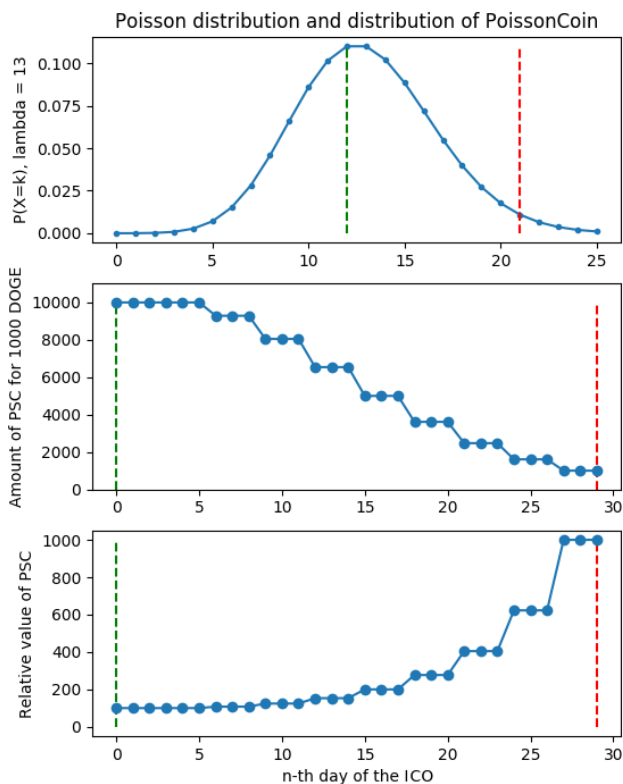 Poisson distribution and distribution of PoissonCoin
P(X=k), lambda = 13
0.100
0.075
0.050
0.025
0.000
0 5 10 15 20 25
Amount of PSC for 1000 DOGE
10000
8000
6000
4000
2000
0
0 5 10 15 20 25 30
Relative value of PSC
1000
800
600
400
200
0
0 5 10 15 20 25 30
n-th day of the ICO